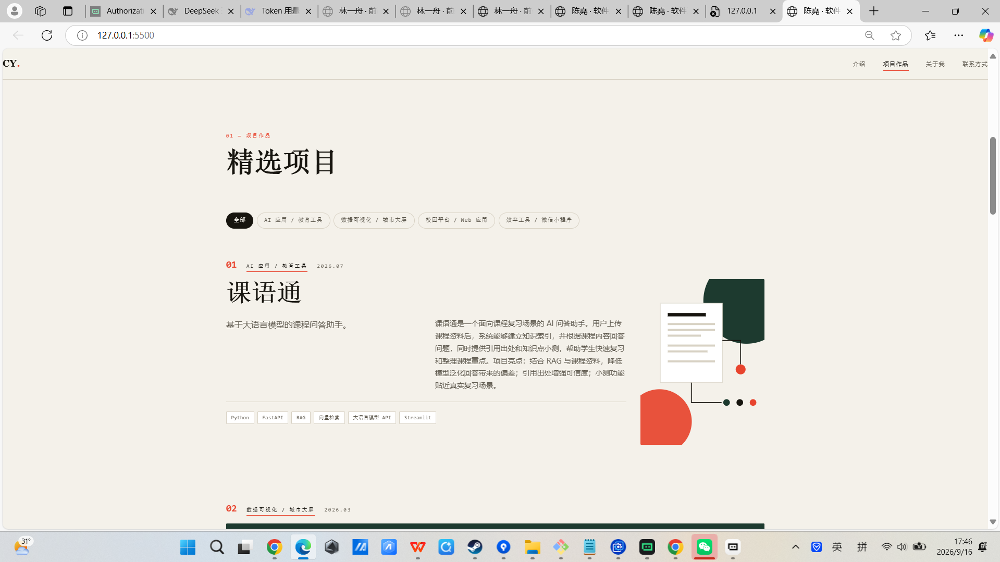 Authorizati
DeepSeek
Token 用量
林一舟 · 前
林一舟 · 前
林一舟 · 前
陈堯 · 软件
陈堯 · 软件
127.0.0.1
陈堯 · 软件
127.0.0.1:5500
CY.
介绍
项目作品
关于我
联系方式
01 — 项目作品
精选项目
全部
AI 应用 / 教育工具
数据可视化 / 城市大屏
校园平台 / Web 应用
效率工具 / 微信小程序
01 AI 应用 / 教育工具 2026.07
课语通
基于大语言模型的课程问答助手。
课语通是一个面向课程复习场景的 AI 问答助手。用户上传
课程资料后，系统能够建立知识索引，并根据课程内容回答
问题，同时提供引用出处和知识点小测，帮助学生快速复习
和整理课程重点。项目亮点：结合 RAG 与课程资料，降低
模型泛化回答带来的偏差；引用出处增强可信度；小测功能
贴近真实复习场景。
Python
FastAPI
RAG
向量检索
大语言模型 API
Streamlit
02 数据可视化 / 城市大屏 2026.03
31°
英
拼
17:46
2026/9/16